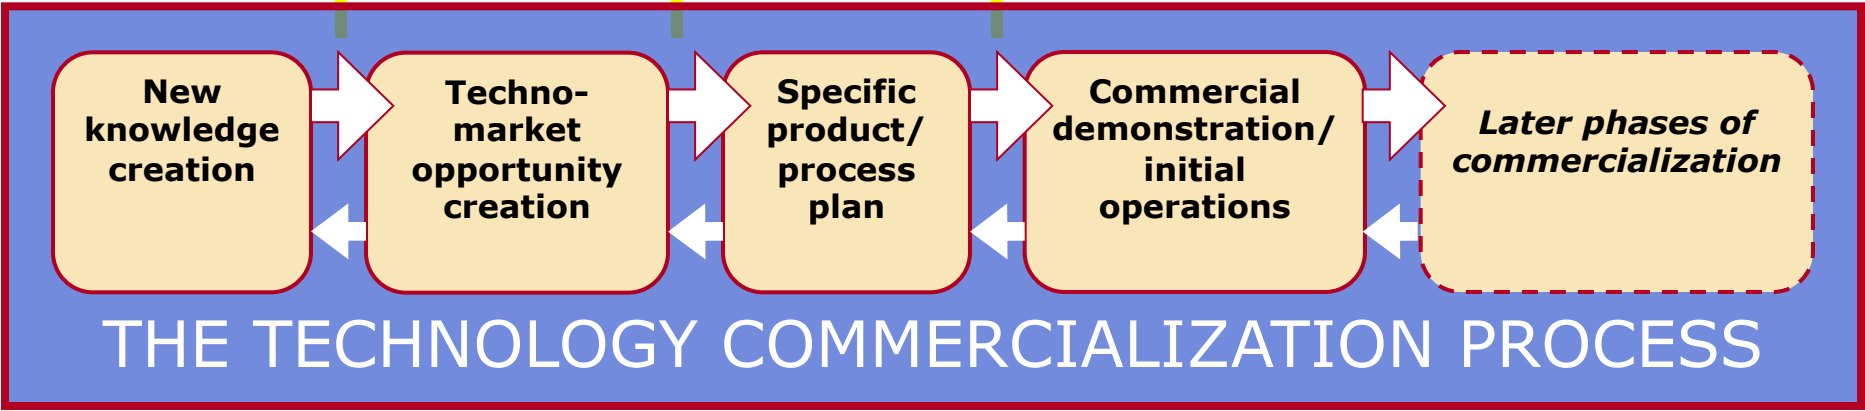 New
knowledge
creation
Techno-
market
opportunity
creation
Specific
product/
process
plan
Commercial
demonstration/
initial
operations
Later phases of
commercialization
THE TECHNOLOGY COMMERCIALIZATION PROCESS